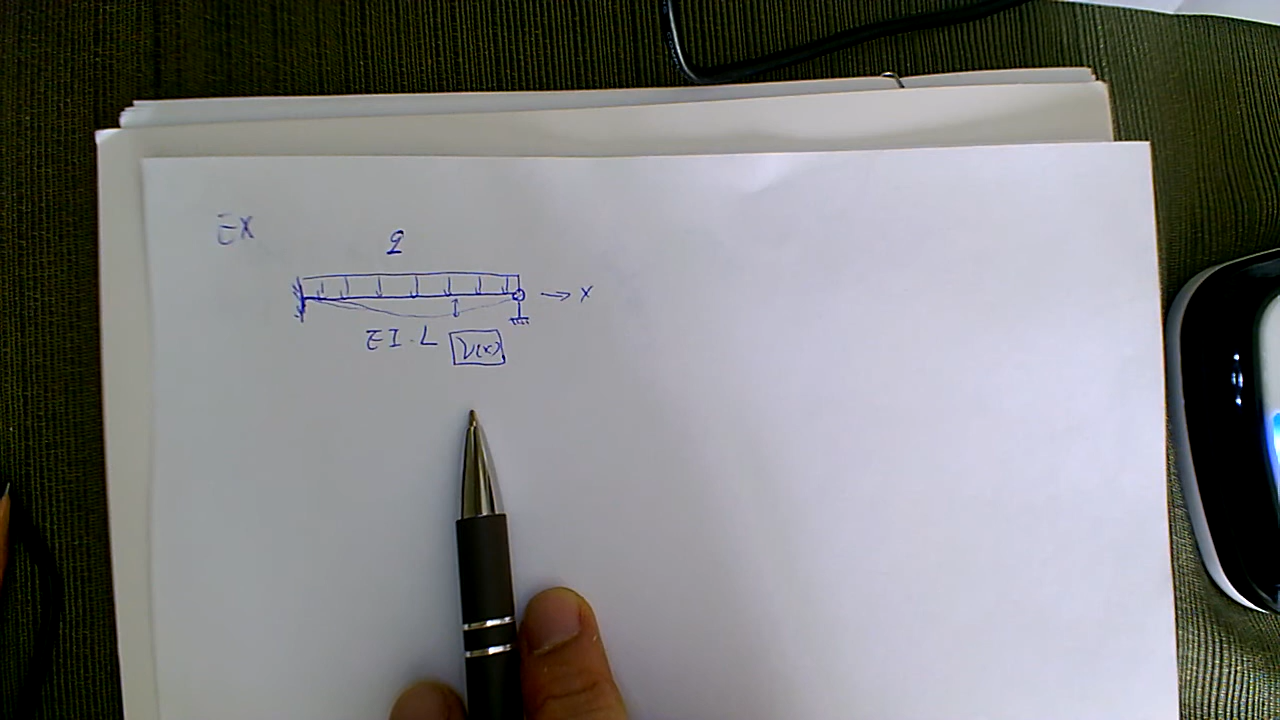 EX
q
→ x
EI. L
V(x)